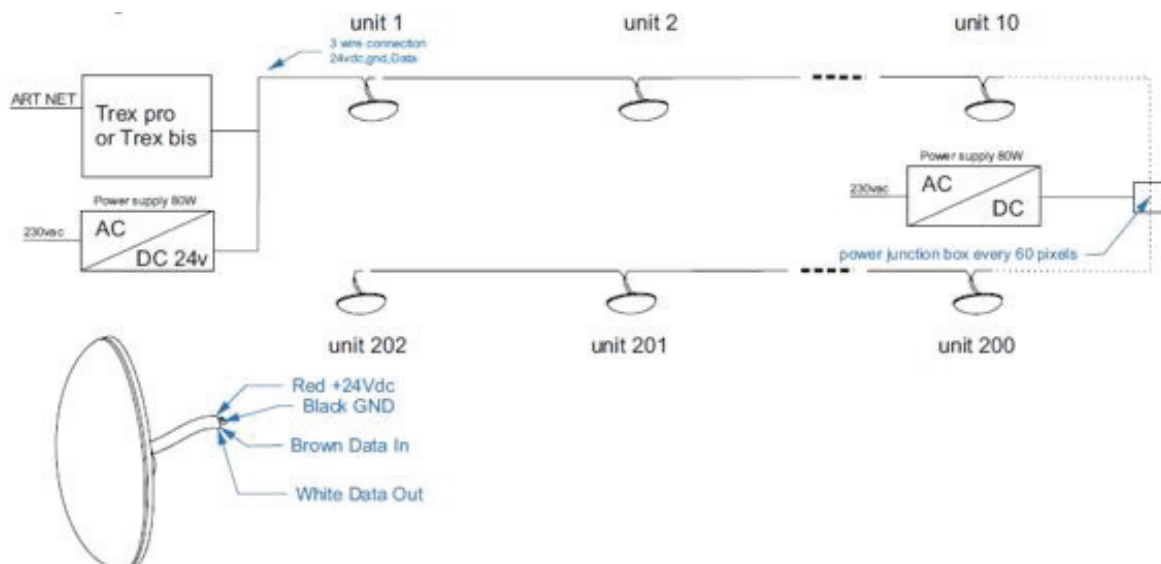 unit 1
unit 2
unit 10
3 wire connection
24vdc,gnd,Data
ART NET
Trex pro
or Trex bis
Power supply 80W
AC
DC 24v
230vac
Power supply 80W
AC
DC
230vac
power junction box every 60 pixels
unit 202
unit 201
unit 200
Red +24Vdc
Black GND
Brown Data In
White Data Out